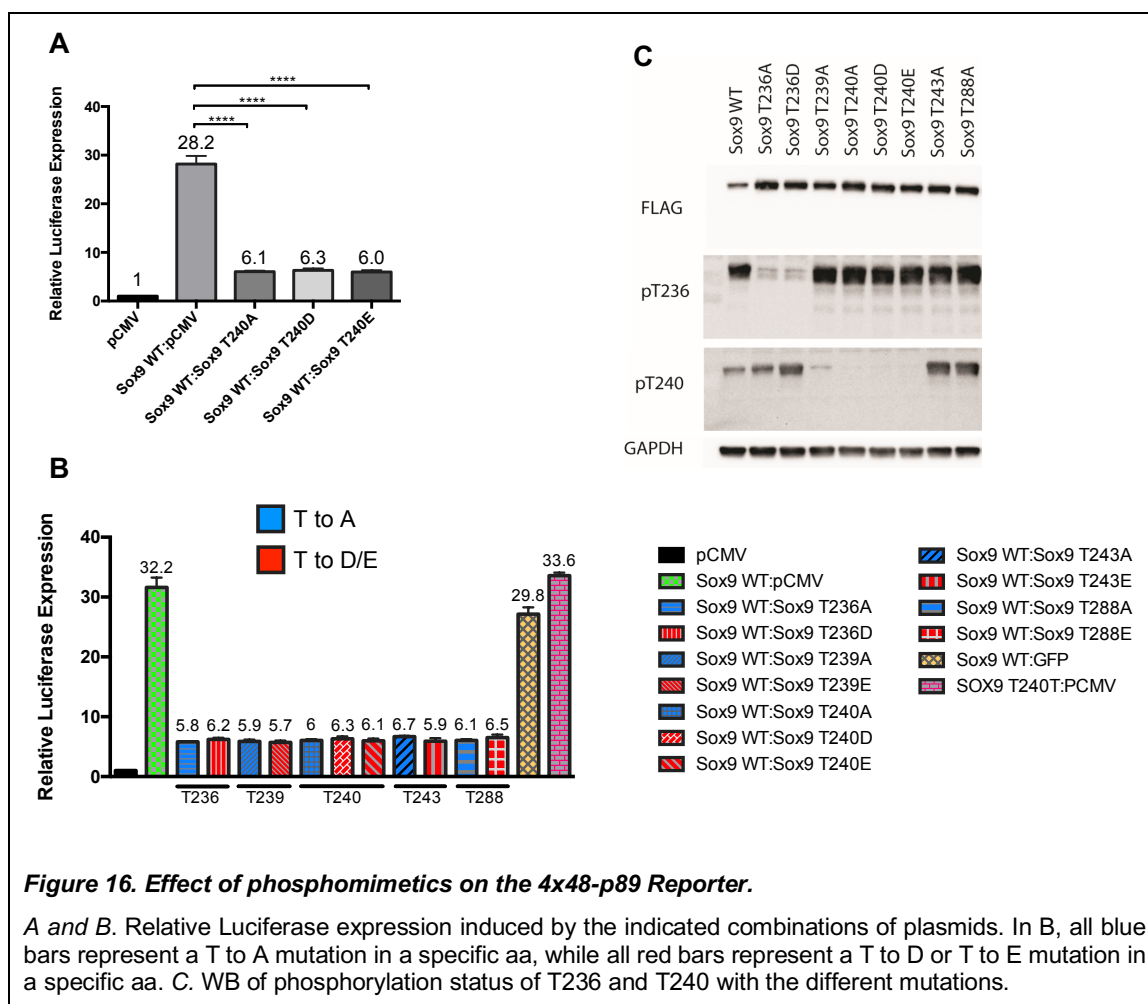 A
Relative Luciferase Expression
40
30
20
10
0
****
****
****
1
28.2
6.1
6.3
6.0
pCMV
Sox9 WT:pCMV
Sox9 WT:Sox9 T240A
Sox9 WT:Sox9 T240D
Sox9 WT:Sox9 T240E
C
Sox9 WT
Sox9 T236A
Sox9 T236D
Sox9 T239A
Sox9 T240A
Sox9 T240D
Sox9 T240E
Sox9 T243A
Sox9 T288A
FLAG
pT236
pT240
GAPDH
B
Relative Luciferase Expression
40
30
20
10
0
T to A
T to D/E
32.2
5.8
6.2
5.9
5.7
6
6.3
6.1
6.7
5.9
6.1
6.5
29.8
33.6
T236
T239
T240
T243
T288
pCMV
Sox9 WT:pCMV
Sox9 WT:Sox9 T236A
Sox9 WT:Sox9 T236D
Sox9 WT:Sox9 T239A
Sox9 WT:Sox9 T239E
Sox9 WT:Sox9 T240A
Sox9 WT:Sox9 T240D
Sox9 WT:Sox9 T240E
Sox9 WT:Sox9 T243A
Sox9 WT:Sox9 T243E
Sox9 WT:Sox9 T288A
Sox9 WT:Sox9 T288E
Sox9 WT:GFP
SOX9 T240T:PCMV
Figure 16. Effect of phosphomimetics on the 4x48-p89 Reporter.
A and B. Relative Luciferase expression induced by the indicated combinations of plasmids. In B, all blue
bars represent a T to A mutation in a specific aa, while all red bars represent a T to D or T to E mutation in
a specific aa. C. WB of phosphorylation status of T236 and T240 with the different mutations.